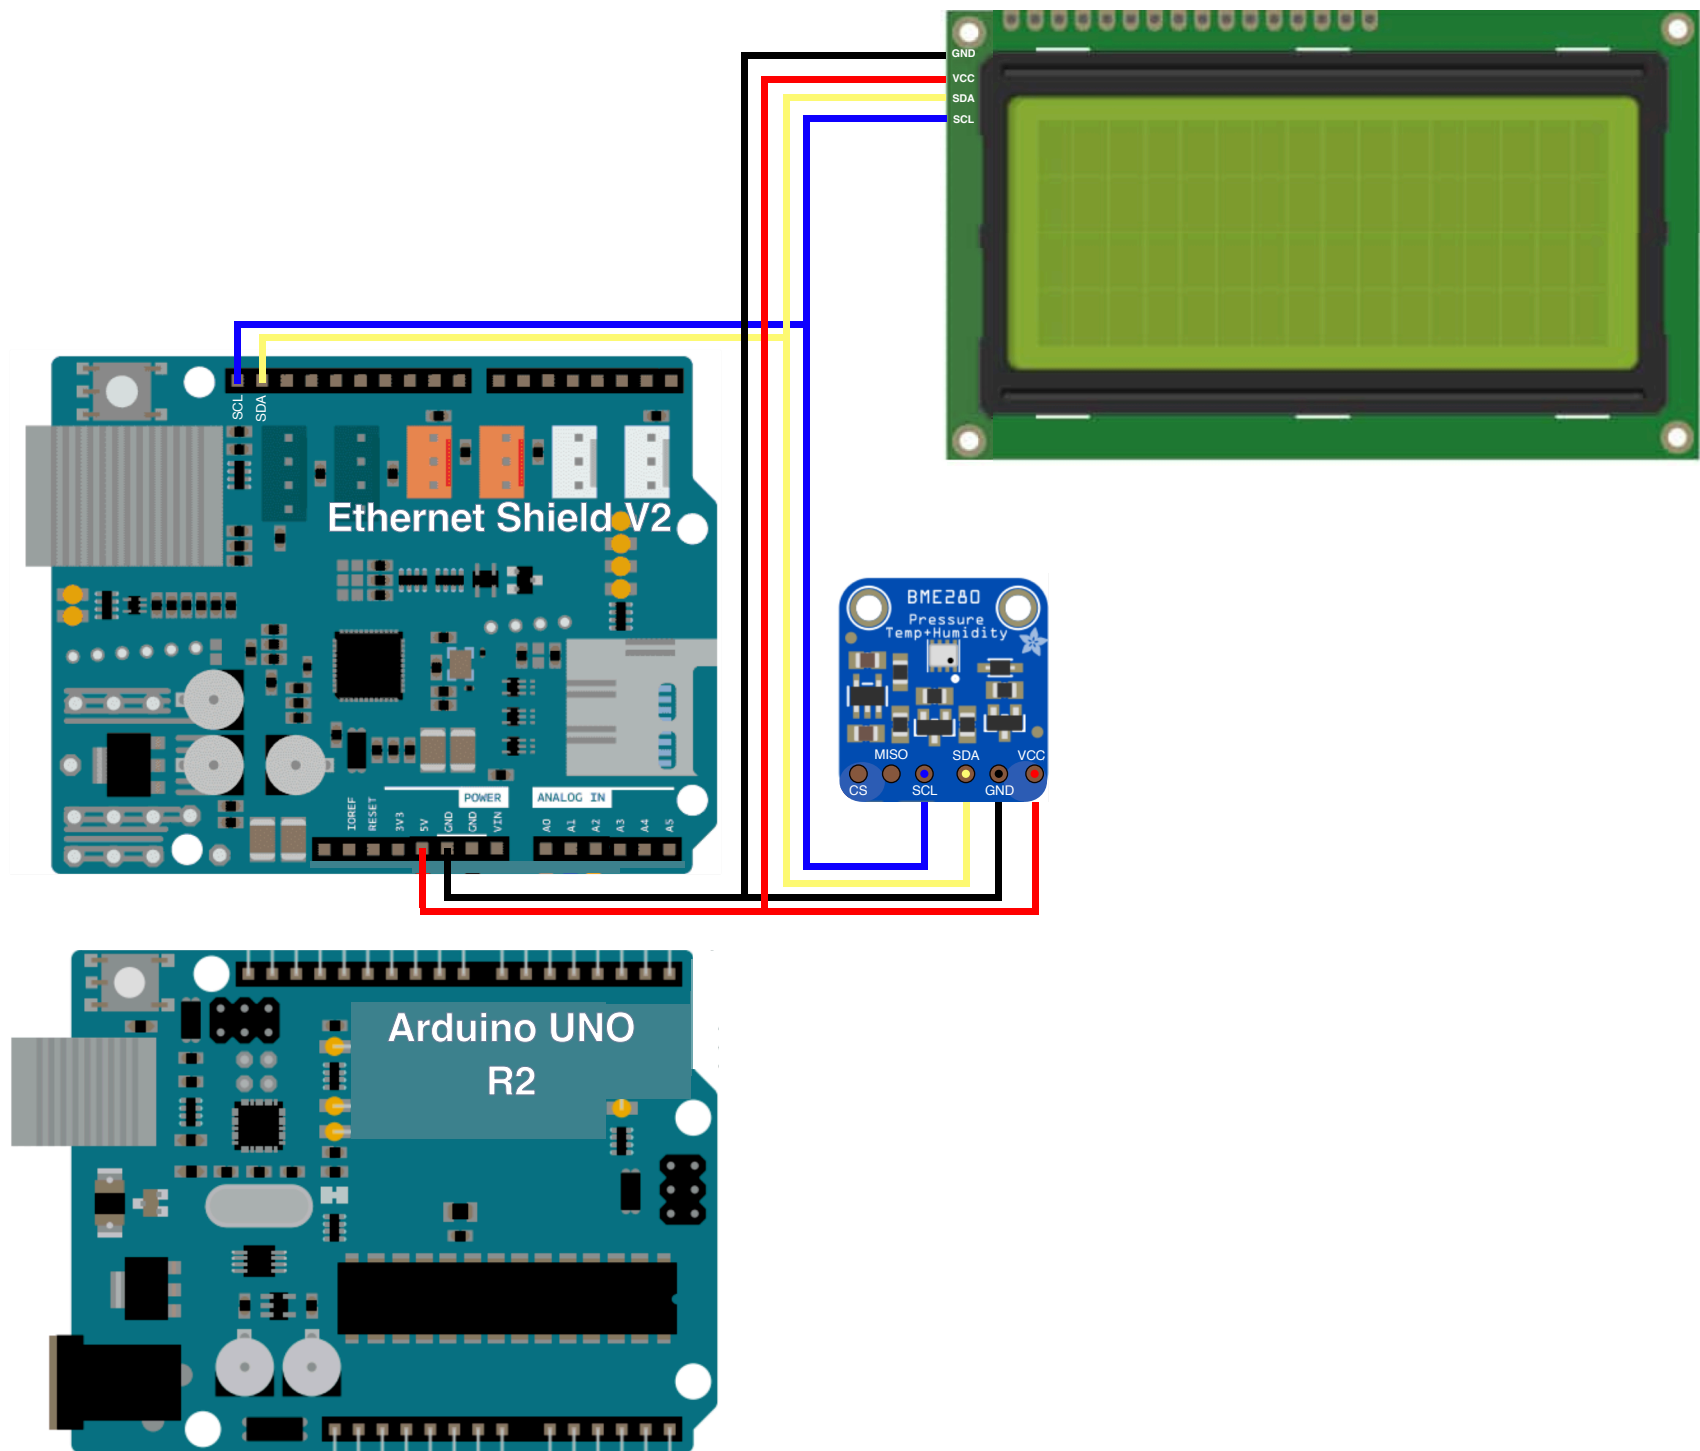 GND
VCC
SDA
SCL
SCL
SDA
Ethernet Shield V2
BME280
Pressure
Temp+Humidity
MISO
SDA
VCC
CS
SCL
GND
POWER
ANALOG IN
IOREF
RESET
3V3
5V
GND
GND
VIN
A0
A1
A2
A3
A4
A5
Arduino UNO
R2